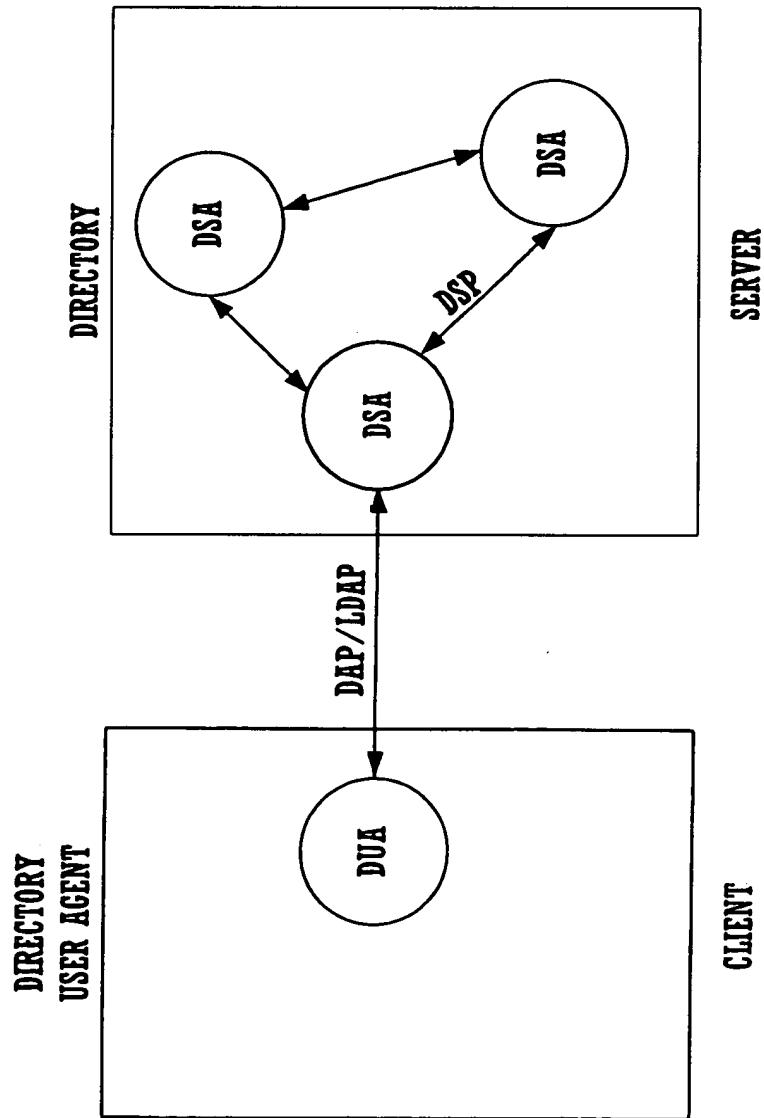 DIRECTORY
USER AGENT
DUA
CLIENT
DAP/LDAP
DIRECTORY
DSA
DSA
DSP
DSA
SERVER